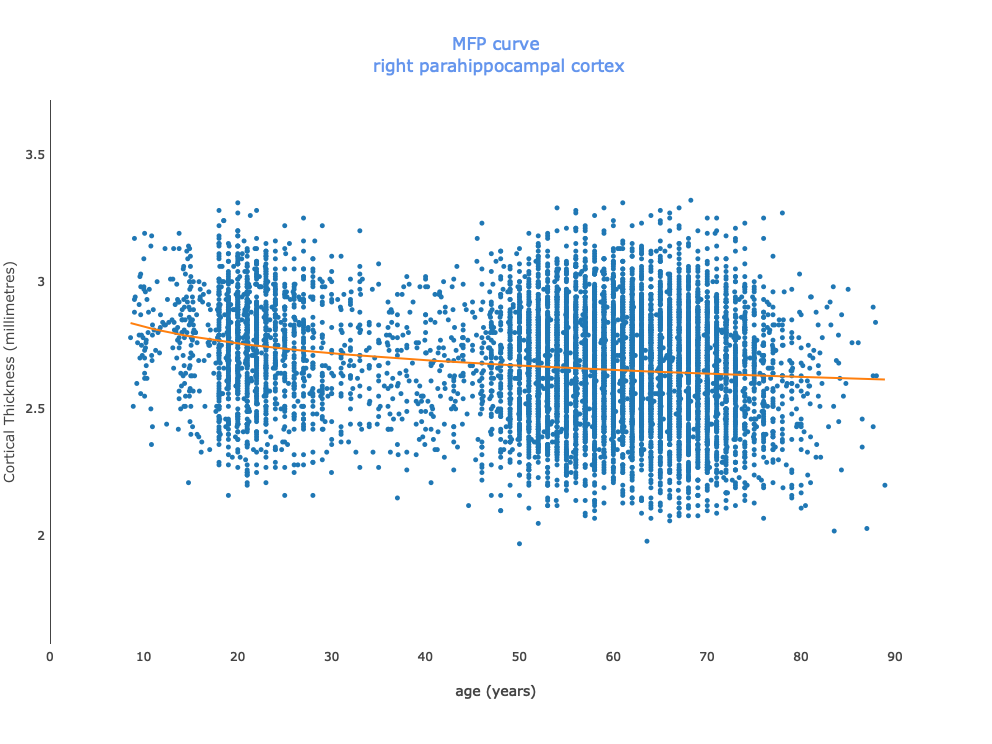 MFP curve
right parahippocampal cortex
Cortical Thickness (millimetres)
3.5
3
2.5
2
0 10 20 30 40 50 60 70 80 90
age (years)